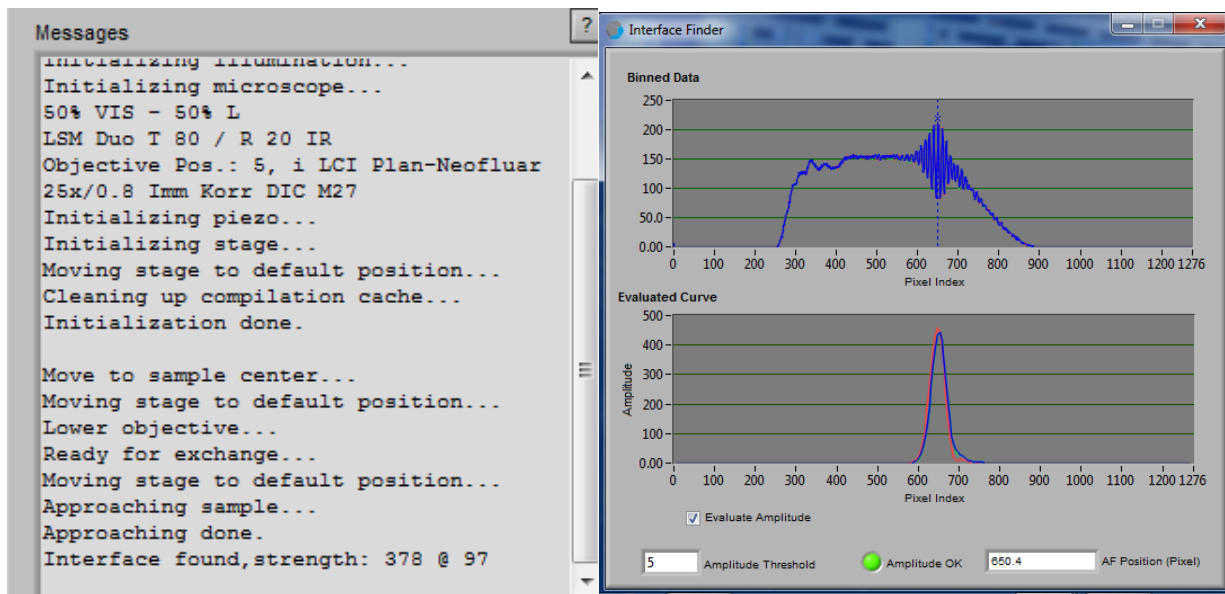 Messages
?
Initializing illumination...
Initializing microscope...
50% VIS - 50% L
LSM Duo T 80 / R 20 IR
Objective Pos.: 5, i LCI Plan-Neofluar
25x/0.8 Imm Korr DIC M27
Initializing piezo...
Initializing stage...
Moving stage to default position...
Cleaning up compilation cache...
Initialization done.
Move to sample center...
Moving stage to default position...
Lower objective...
Ready for exchange...
Moving stage to default position...
Approaching sample...
Approaching done.
Interface found,strength: 378 @ 97
Interface Finder
Binned Data
250
200
150
100
50.0
0.00
0 100 200 300 400 500 600 700 800 900 1000 1100 1200 1276
Pixel Index
Evaluated Curve
Amplitude
500
400
300
200
100
0.00
0 100 200 300 400 500 600 700 800 900 1000 1100 1200 1276
Pixel Index
Evaluate Amplitude
5 Amplitude Threshold Amplitude OK 650.4 AF Position (Pixel)